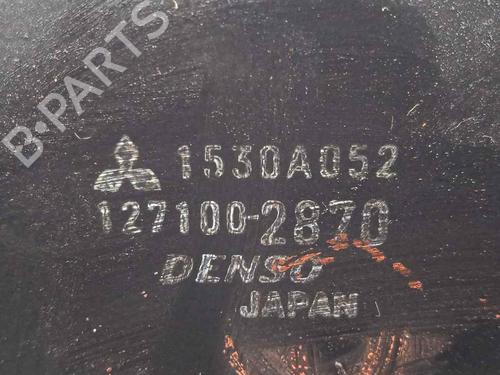 B-PARTS
1530A052
127100-2870
DENSO
JAPAN